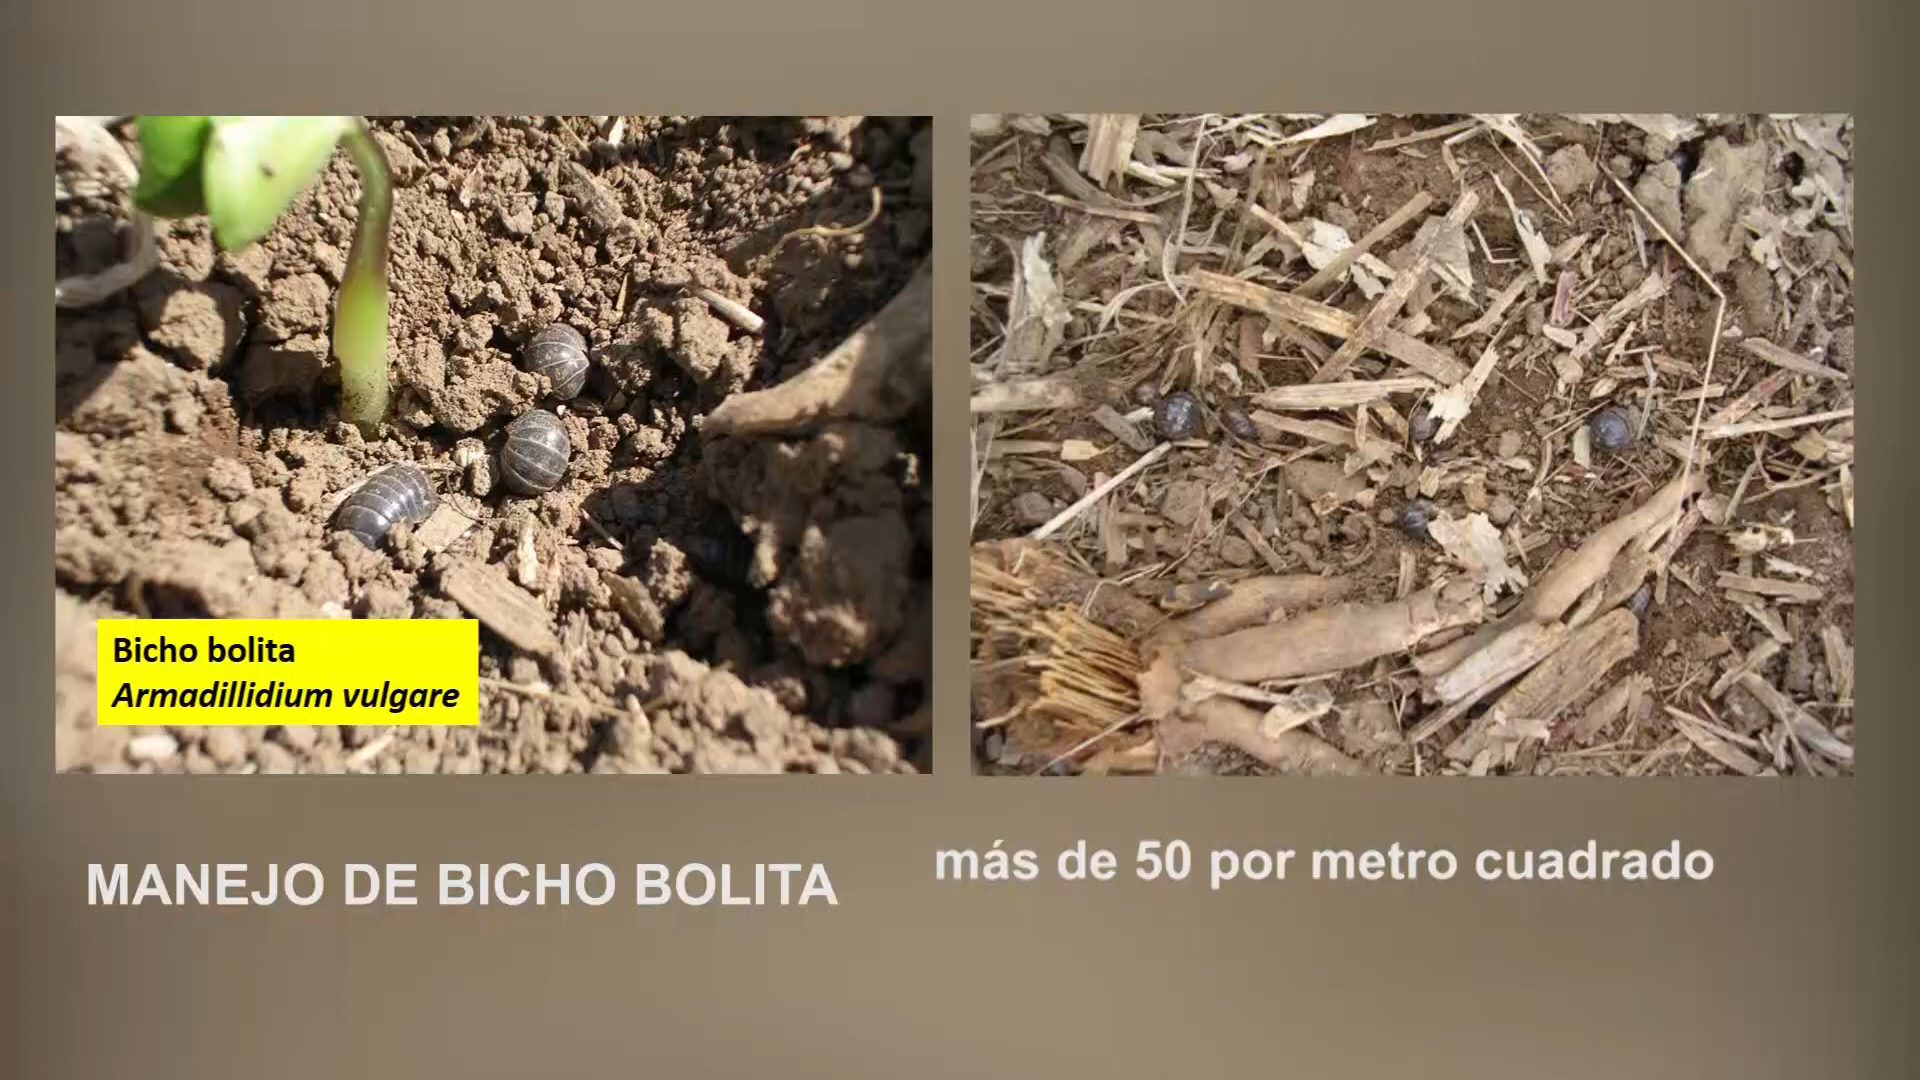 Bicho bolita
Armadillidium vulgare
MANEJO DE BICHO BOLITA
más de 50 por metro cuadrado